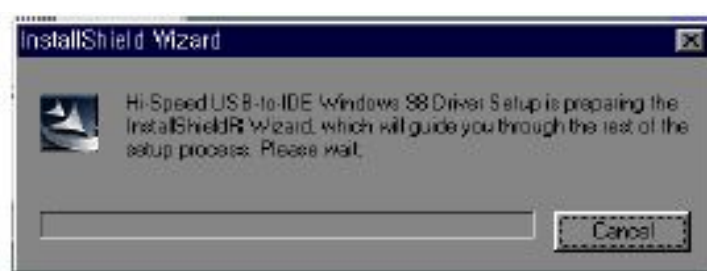 InstallShield Wizard
Hi-Speed USB-to-IDE Windows 98 Driver Setup is preparing the
InstallShieldR Wizard, which will guide you through the rest of the
setup process. Please wait.
Cancel